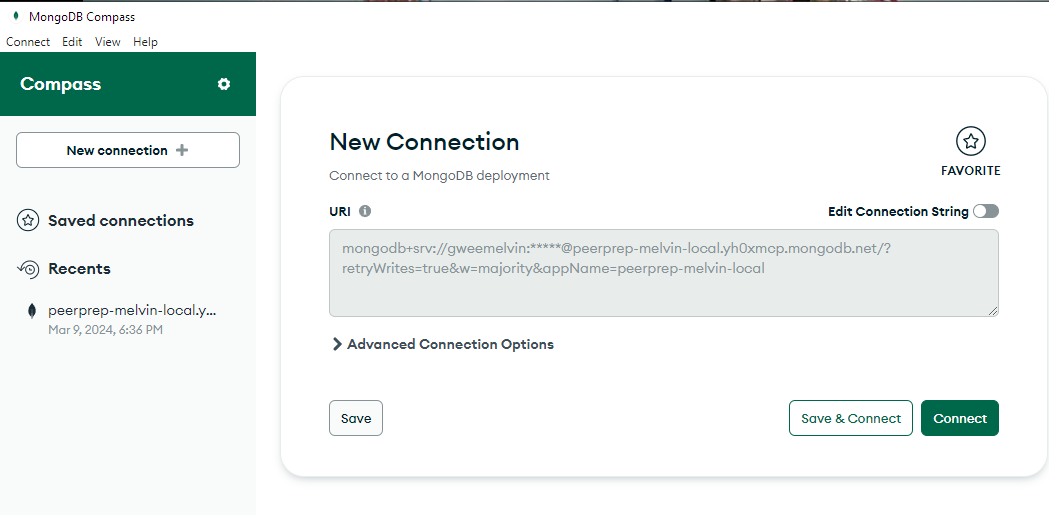 MongoDB Compass
Connect Edit View Help
Compass
New connection
Saved connections
Recents
peerprep-melvin-local.y...
Mar 9, 2024, 6:36 PM
New Connection
FAVORITE
Connect to a MongoDB deployment
URI
Edit Connection String
mongodb+srv://gweemelvin:*****@peerprep-melvin-local.yh0xmcp.mongodb.net/?
retryWrites=true&w=majority&appName=peerprep-melvin-local
Advanced Connection Options
Save
Save & Connect
Connect